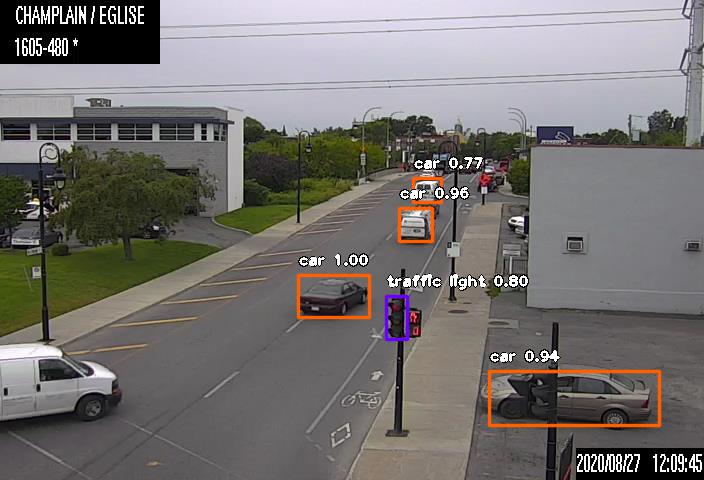 CHAMPLAIN / EGLISE
1605-480 *
car 0.77
car 0.96
car 1.00
traffic light 0.80
car 0.94
2020/08/27 12:09:45